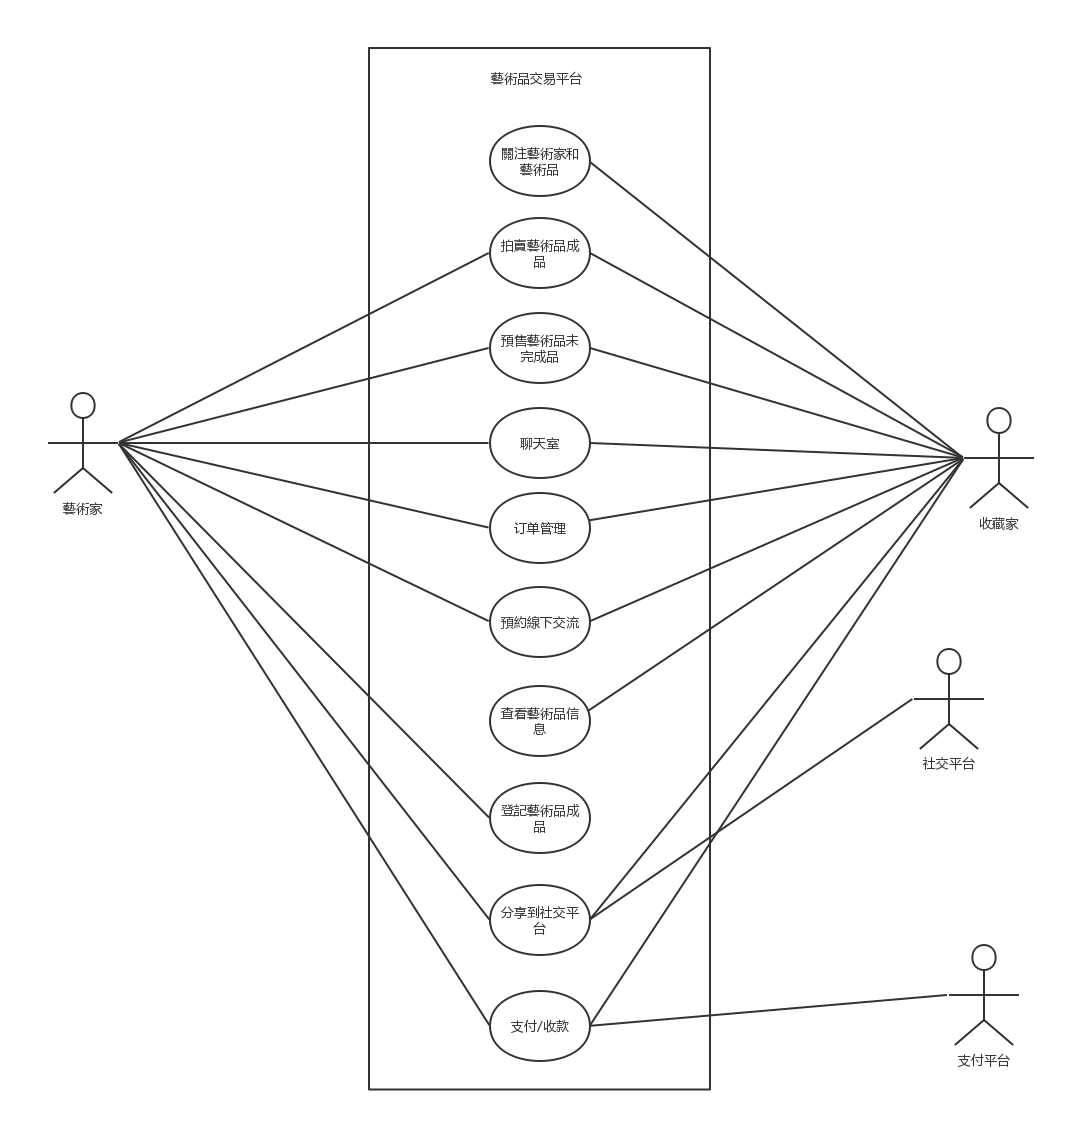 藝術品交易平台
關注藝術家和
藝術品
拍賣藝術品成
品
預售藝術品未
完成品
聊天室
订单管理
預約線下交流
查看藝術品信
息
登記藝術品成
品
分享到社交平
台
支付/收款
藝術家
收藏家
社交平台
支付平台